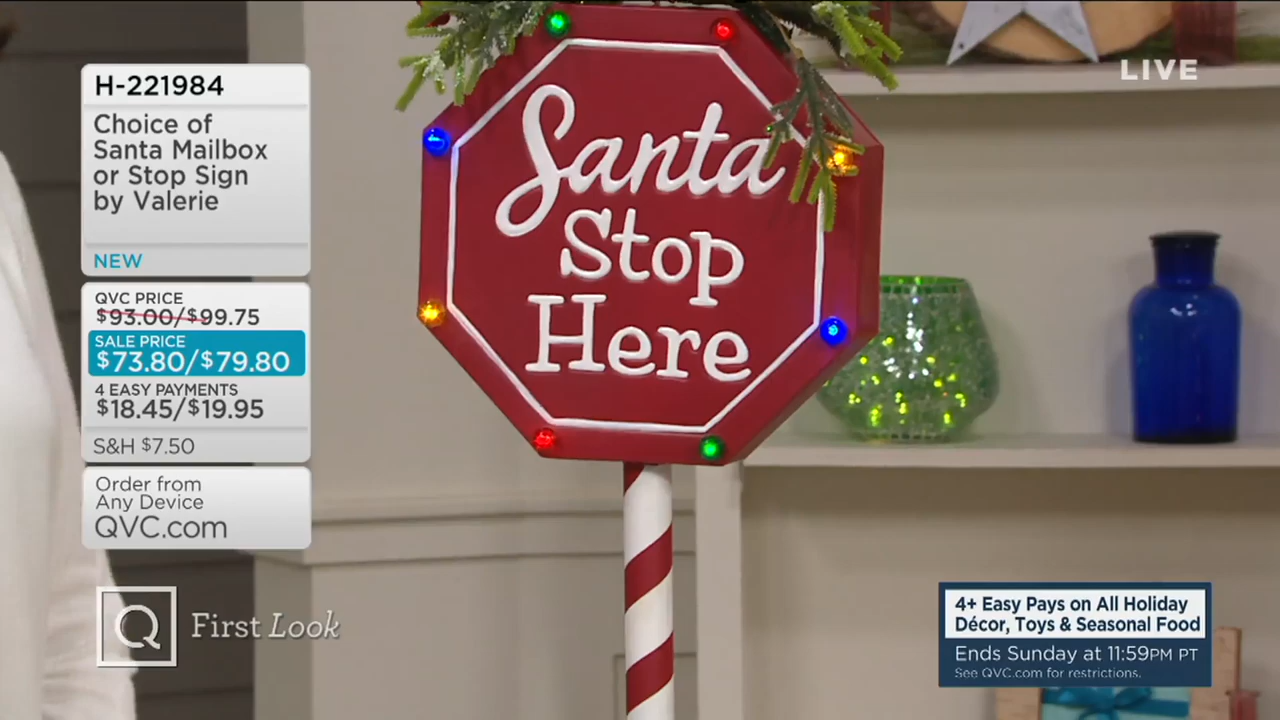 LIVE
H-221984
Choice of
Santa Mailbox
or Stop Sign
by Valerie
NEW
QVC PRICE
$93.00/$99.75
SALE PRICE
$73.80/$79.80
4 EASY PAYMENTS
$18.45/$19.95
S&H $7.50
Order from
Any Device
QVC.com
Q First Look
Santa
Stop
Here
4+ Easy Pays on All Holiday
Décor, Toys & Seasonal Food
Ends Sunday at 11:59PM PT
See QVC.com for restrictions.